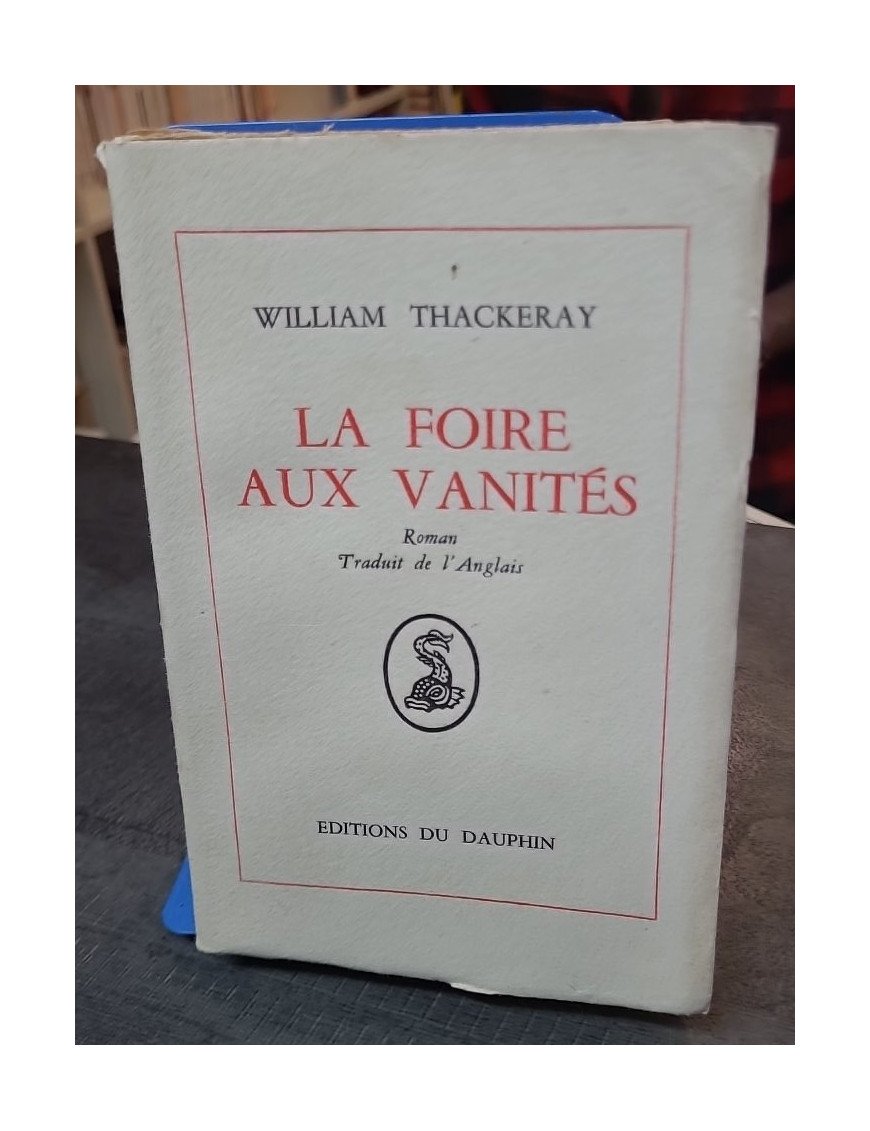 WILLIAM THACKERAY
LA FOIRE
AUX VANITÉS
Roman
Traduit de l'Anglais
EDITIONS DU DAUPHIN